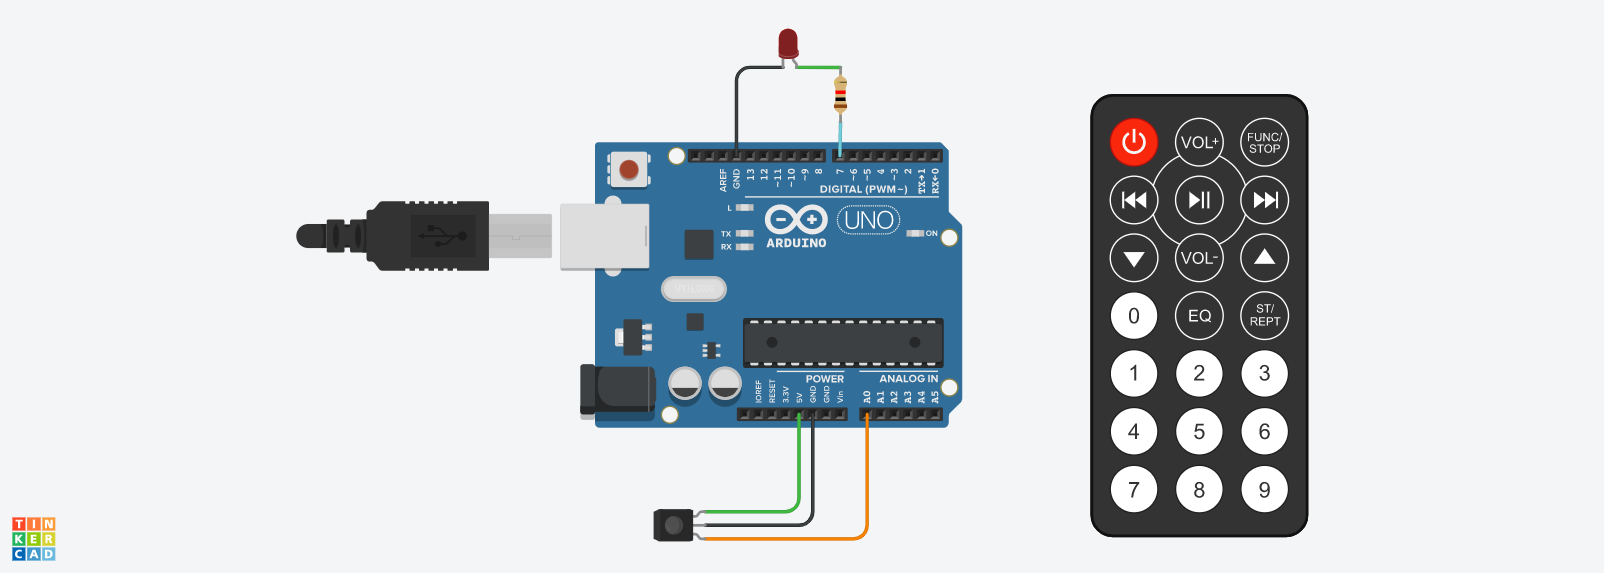 VOL+
FUNC/
STOP
VOL-
0
EQ
ST/
REPT
1
2
3
4
5
6
7
8
9
AREF
GND
13
12
~11
~10
~9
8
7
~6
~5
4
~3
2
TX→1
RX←0
DIGITAL (PWM~)
L
TX
RX
ARDUINO
UNO
ON
POWER
ANALOG IN
IOREF
RESET
3.3V
5V
GND
GND
Vin
A0
A1
A2
A3
A4
A5
TIN
KER
CAD